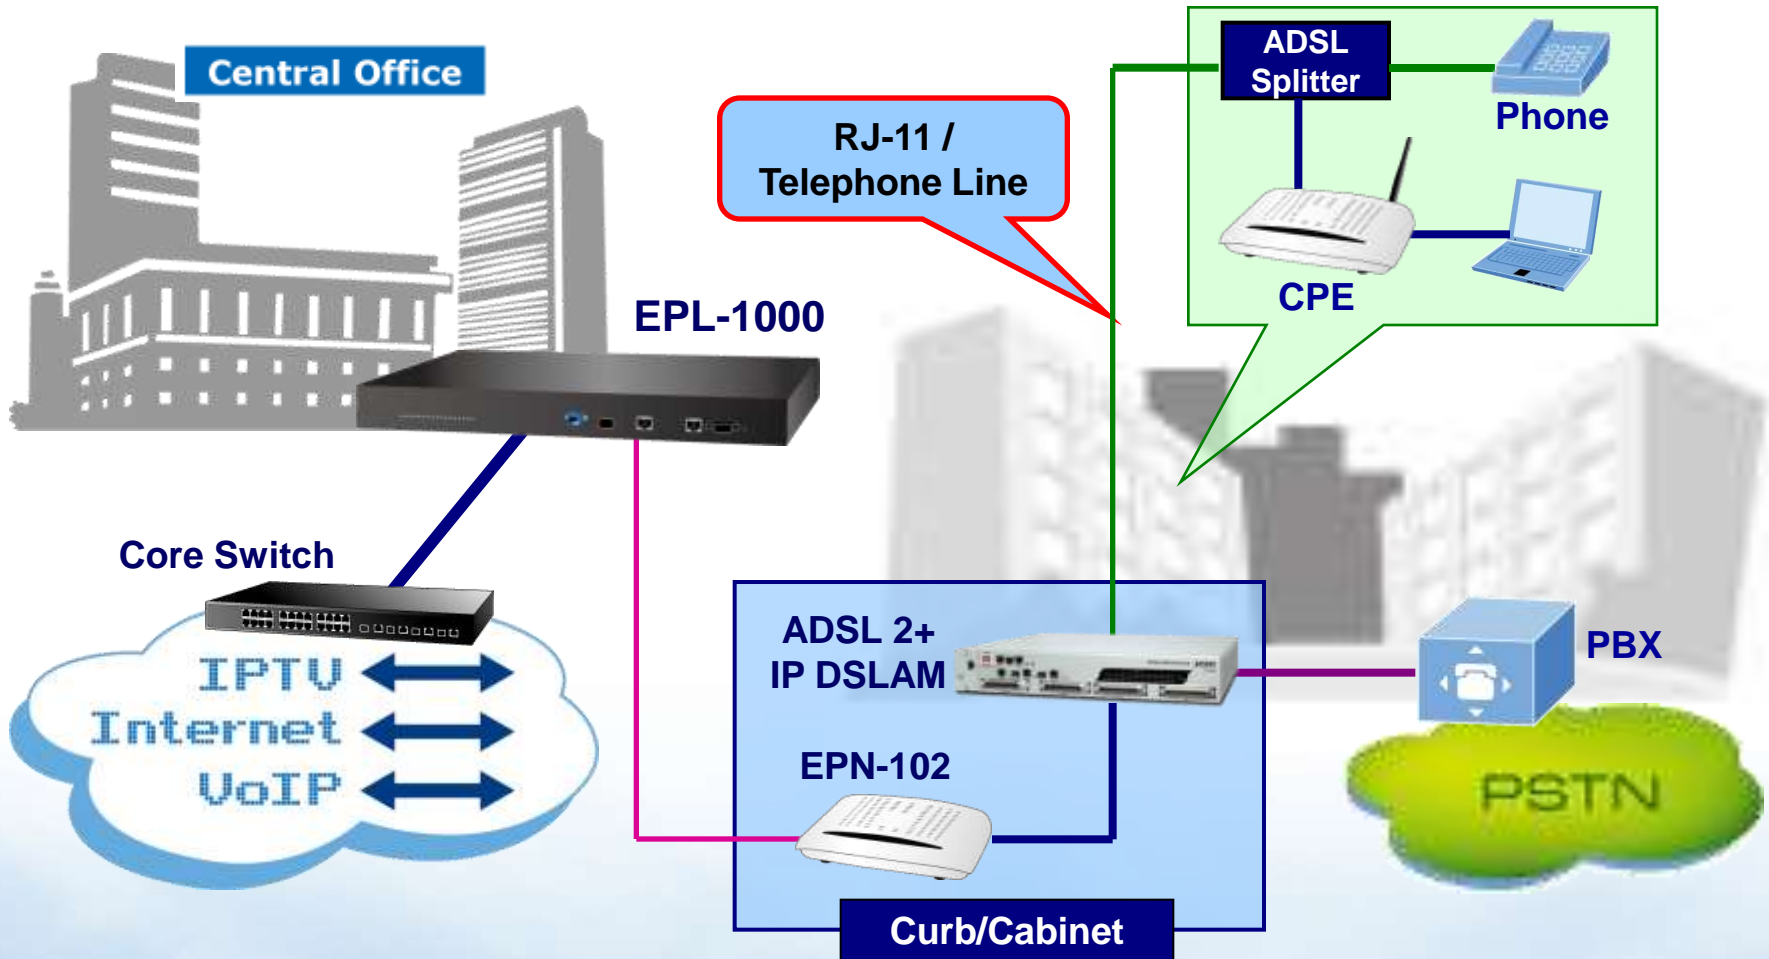 Central Office
ADSL
Splitter
Phone
RJ-11 /
Telephone Line
CPE
EPL-1000
Core Switch
IPTV
Internet
VoIP
ADSL 2+
IP DSLAM
PBX
EPN-102
PSTN
Curb/Cabinet